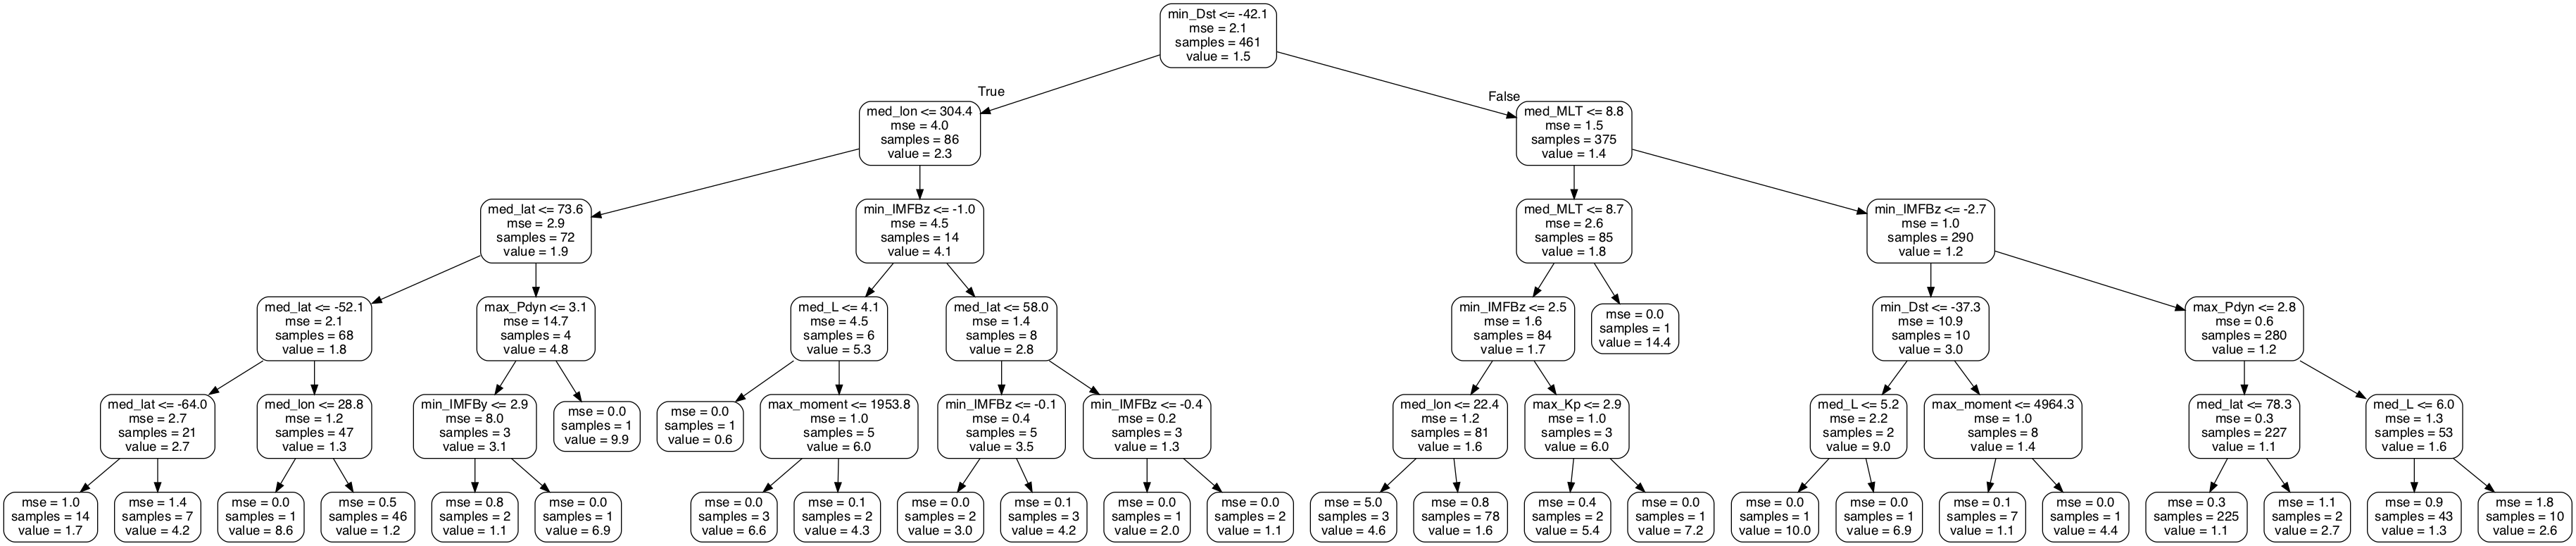 min_Dst <= -42.1
mse = 2.1
samples = 461
value = 1.5
True
False
med_lon <= 304.4
mse = 4.0
samples = 86
value = 2.3
med_MLT <= 8.8
mse = 1.5
samples = 375
value = 1.4
med_lat <= 73.6
mse = 2.9
samples = 72
value = 1.9
min_IMFBz <= -1.0
mse = 4.5
samples = 14
value = 4.1
med_MLT <= 8.7
mse = 2.6
samples = 85
value = 1.8
min_IMFBz <= -2.7
mse = 1.0
samples = 290
value = 1.2
med_lat <= -52.1
mse = 2.1
samples = 68
value = 1.8
max_Pdyn <= 3.1
mse = 14.7
samples = 4
value = 4.8
med_L <= 4.1
mse = 4.5
samples = 6
value = 5.3
med_lat <= 58.0
mse = 1.4
samples = 8
value = 2.8
min_IMFBz <= 2.5
mse = 1.6
samples = 84
value = 1.7
mse = 0.0
samples = 1
value = 14.4
min_Dst <= -37.3
mse = 10.9
samples = 10
value = 3.0
max_Pdyn <= 2.8
mse = 0.6
samples = 280
value = 1.2
med_lat <= -64.0
mse = 2.7
samples = 21
value = 2.7
med_lon <= 28.8
mse = 1.2
samples = 47
value = 1.3
min_IMFBy <= 2.9
mse = 8.0
samples = 3
value = 3.1
mse = 0.0
samples = 1
value = 9.9
mse = 0.0
samples = 1
value = 0.6
max_moment <= 1953.8
mse = 1.0
samples = 5
value = 6.0
min_IMFBz <= -0.1
mse = 0.4
samples = 5
value = 3.5
min_IMFBz <= -0.4
mse = 0.2
samples = 3
value = 1.3
med_lon <= 22.4
mse = 1.2
samples = 81
value = 1.6
max_Kp <= 2.9
mse = 1.0
samples = 3
value = 6.0
med_L <= 5.2
mse = 2.2
samples = 2
value = 9.0
max_moment <= 4964.3
mse = 1.0
samples = 8
value = 1.4
med_lat <= 78.3
mse = 0.3
samples = 227
value = 1.1
med_L <= 6.0
mse = 1.3
samples = 53
value = 1.6
mse = 1.0
samples = 14
value = 1.7
mse = 1.4
samples = 7
value = 4.2
mse = 0.0
samples = 1
value = 8.6
mse = 0.5
samples = 46
value = 1.2
mse = 0.8
samples = 2
value = 1.1
mse = 0.0
samples = 1
value = 6.9
mse = 0.0
samples = 3
value = 6.6
mse = 0.1
samples = 2
value = 4.3
mse = 0.0
samples = 2
value = 3.0
mse = 0.1
samples = 3
value = 4.2
mse = 0.0
samples = 1
value = 2.0
mse = 0.0
samples = 2
value = 1.1
mse = 5.0
samples = 3
value = 4.6
mse = 0.8
samples = 78
value = 1.6
mse = 0.4
samples = 2
value = 5.4
mse = 0.0
samples = 1
value = 7.2
mse = 0.0
samples = 1
value = 10.0
mse = 0.0
samples = 1
value = 6.9
mse = 0.1
samples = 7
value = 1.1
mse = 0.0
samples = 1
value = 4.4
mse = 0.3
samples = 225
value = 1.1
mse = 1.1
samples = 2
value = 2.7
mse = 0.9
samples = 43
value = 1.3
mse = 1.8
samples = 10
value = 2.6